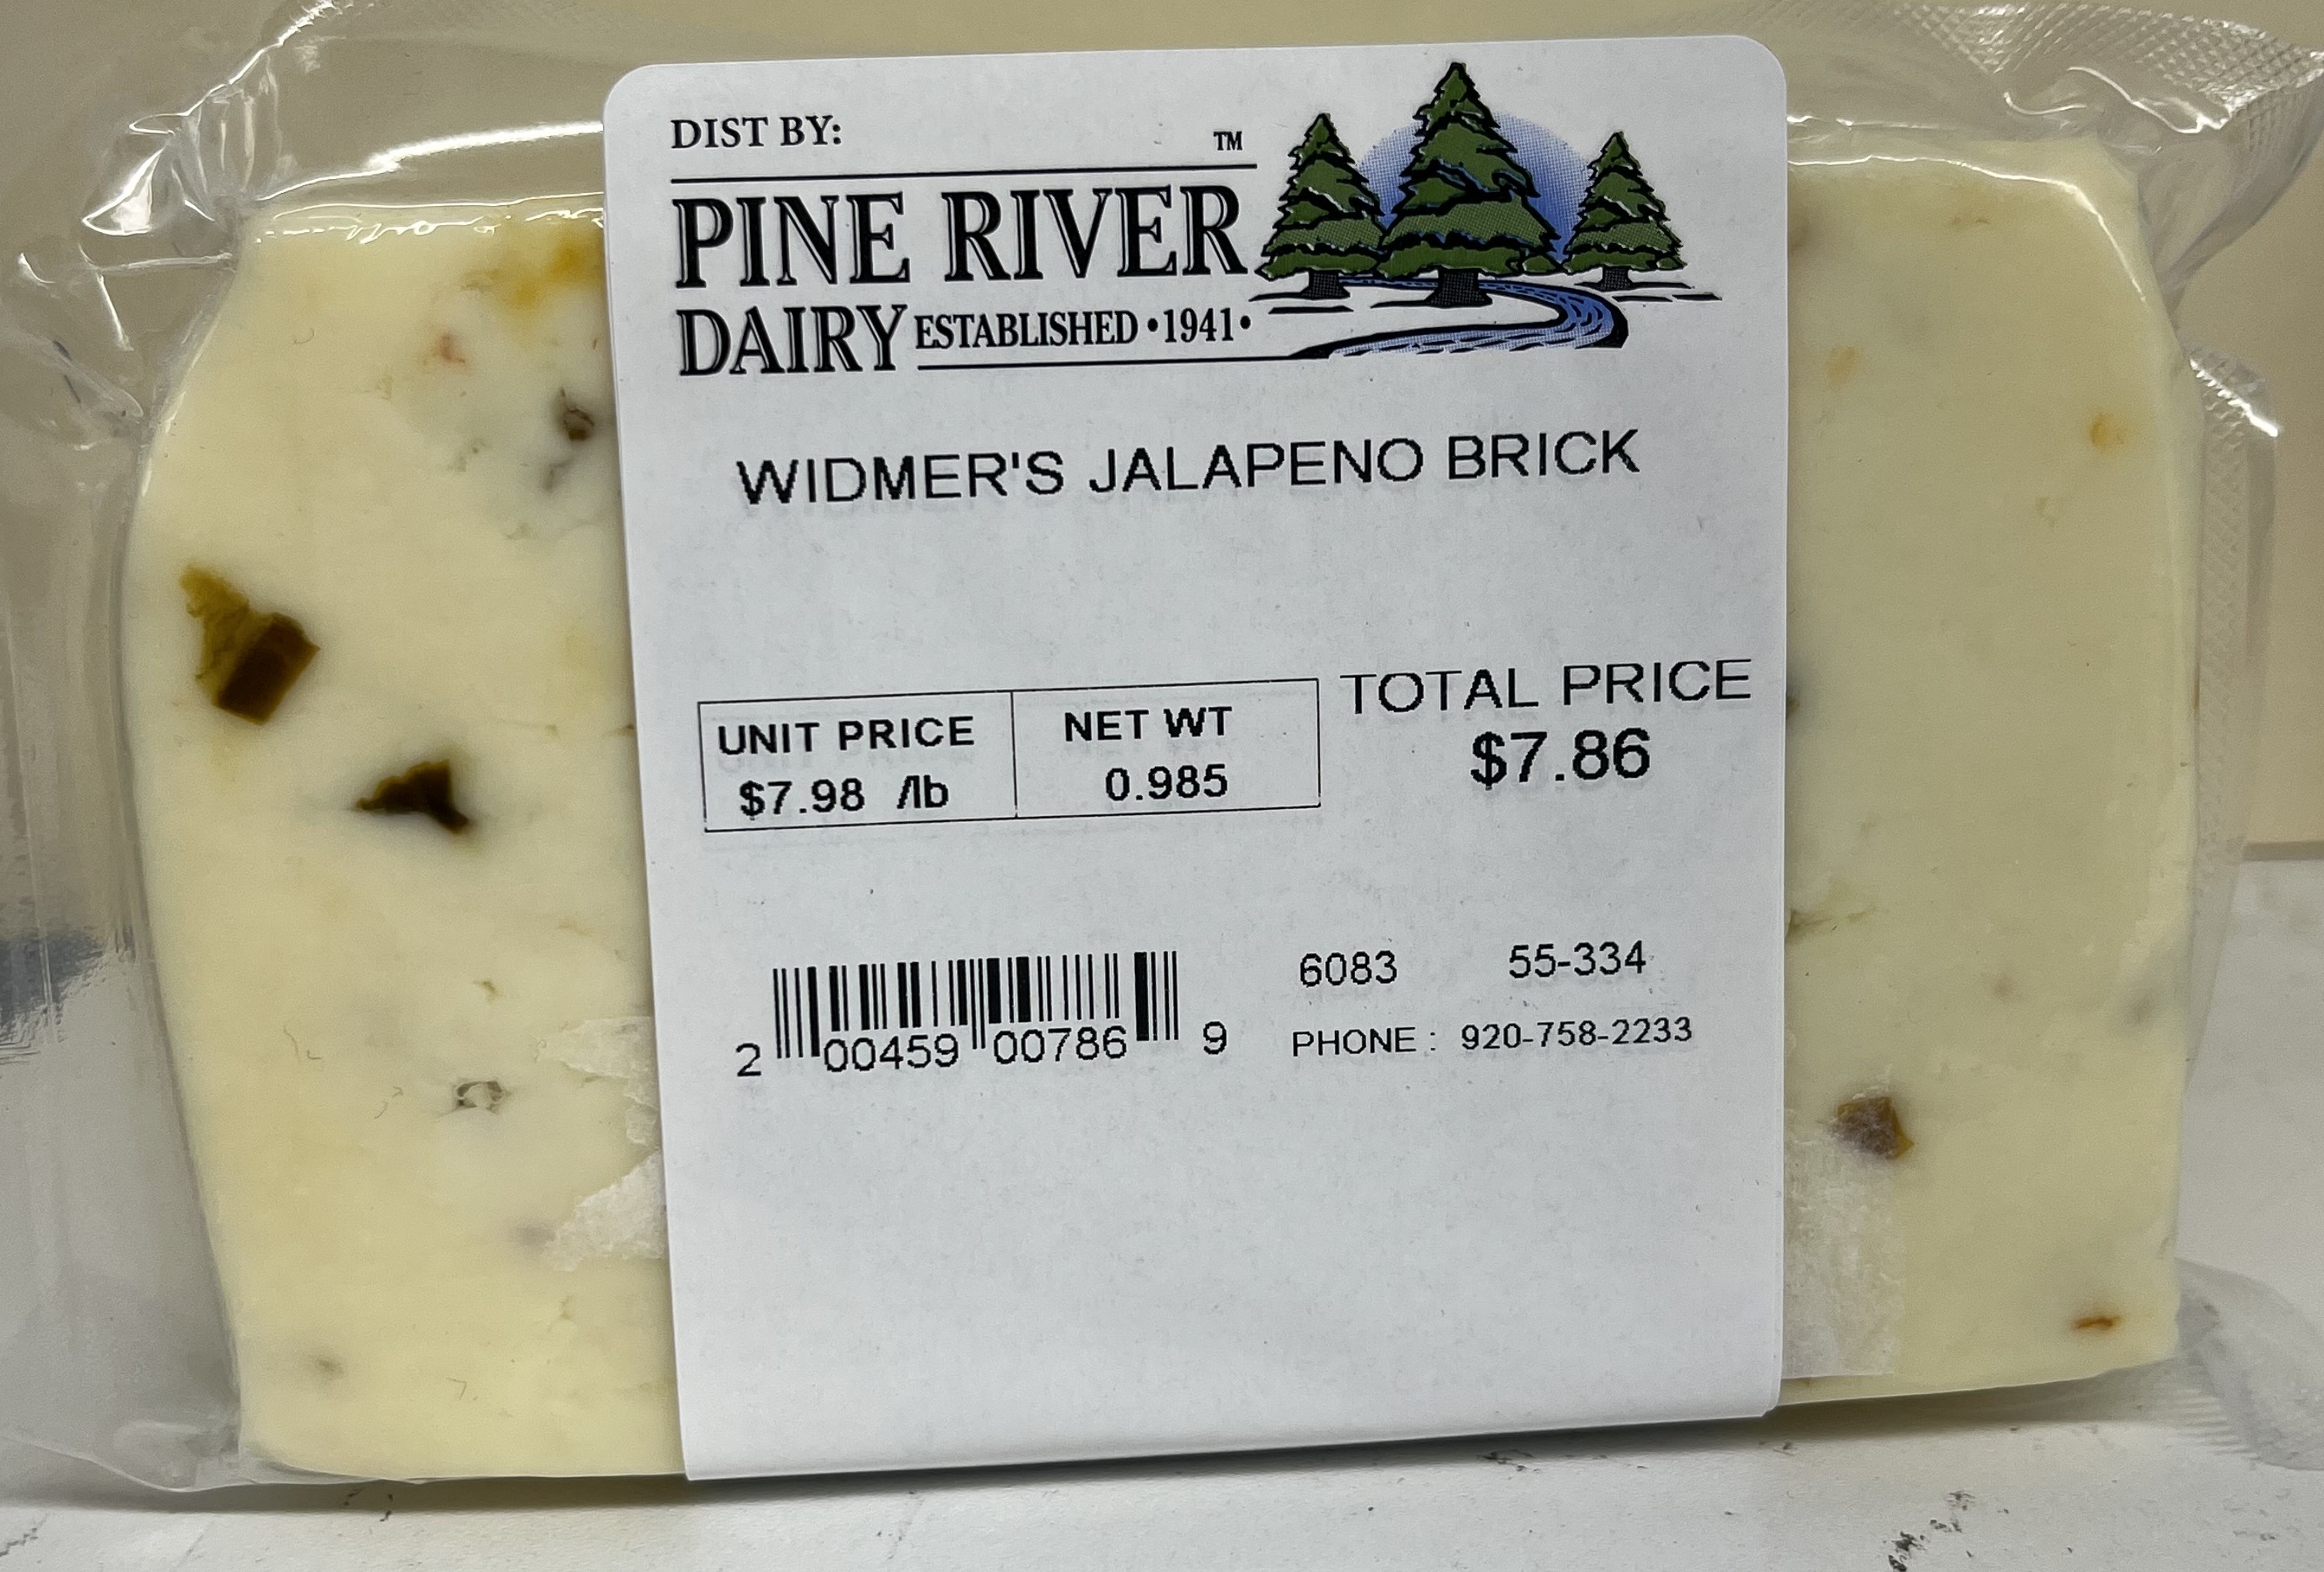 DIST BY:
TM
PINE RIVER
DAIRY ESTABLISHED •1941•
WIDMER'S JALAPENO BRICK
UNIT PRICE NET WT TOTAL PRICE
$7.98 /lb 0.985 $7.86
6083 55-334
2 00459 00786 9 PHONE : 920-758-2233